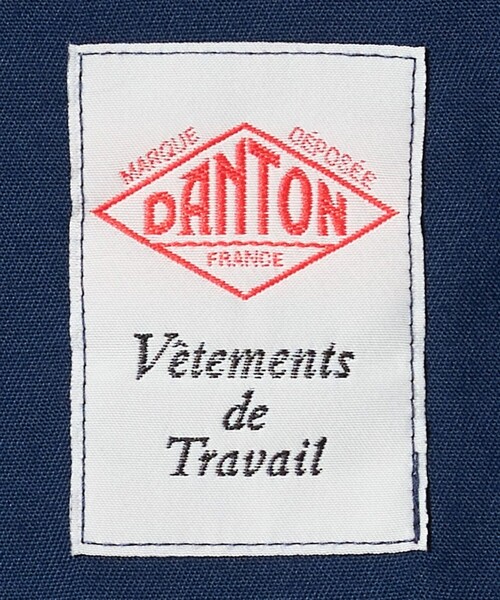 MARQUE DÉPOSÉE
DANTON
FRANCE
Vêtements
de
Travail